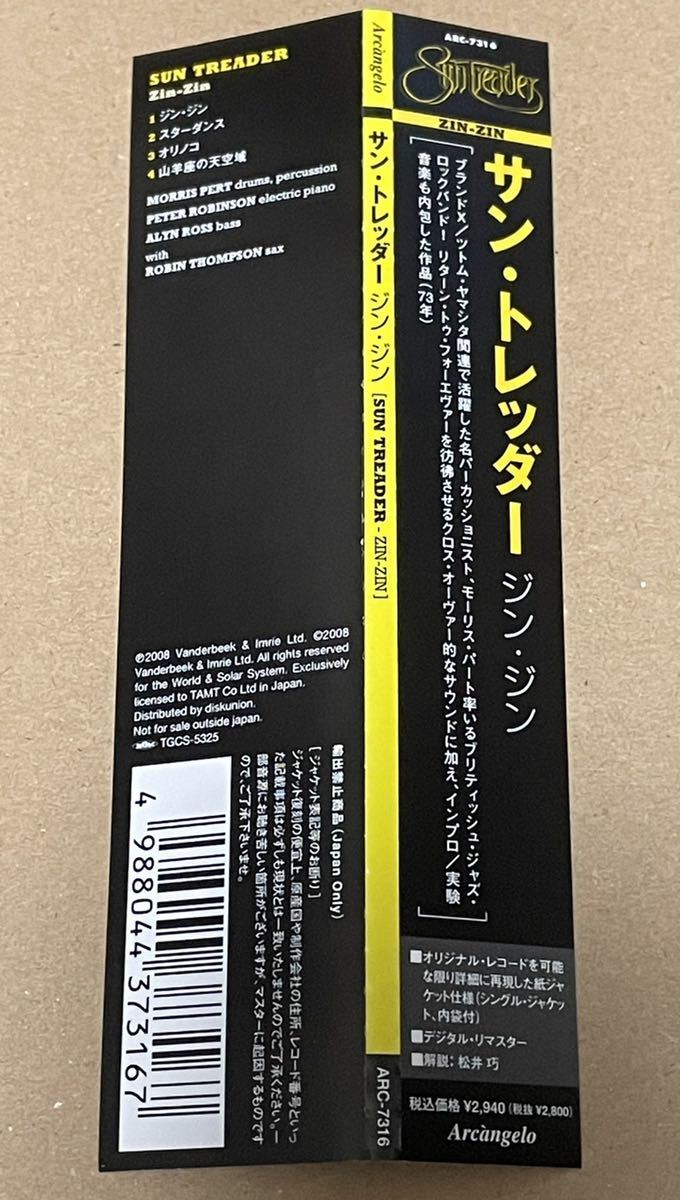 SUN TREADER
Zin-Zin
1 ジン・ジン
2 スターダンス
3 オリノコ
4 山羊座の天空域
MORRIS PERT drums, percussion
PETER ROBINSON electric piano
ALYN ROSS bass
with
ROBIN THOMPSON sax
℗2008 Vanderbeek & Imrie Ltd. ©2008
Vanderbeek & Imrie Ltd. All rights reserved
for the World & Solar System. Exclusively
licensed to TAMT Co Ltd in Japan.
Distributed by diskunion.
Not for sale outside japan.
TGCS-5325
輸出禁止商品 (Japan Only)
[ジャケット表記等のお断り]
ジャケット復刻の便宜上、原産国や制作会社の住所、レコード番号といっ
た記載事項は必ずしも現状とは一致いたしませんのでご了承ください。一
部音源にお聴き苦しい箇所がございますが、マスターに起因するものです
ので、ご了承下さいませ。
4 988044 373167
Arcàngelo
サン・トレッダー ジン・ジン [SUN TREADER - ZIN-ZIN]
ARC-7316
ARC-7316
Sun Treader
ZIN-ZIN
サン・トレッダー ジン・ジン
ブランドX/ツトム・ヤマシタ関連で活躍した名パーカッショニスト、モーリス・パート率いるブリティッシュ・ジャズ・
ロックバンド! リターン・トゥ・フォーエヴァーを彷彿させるクロス・オーヴァー的なサウンドに加え、インプロ/実験
音楽も内包した作品(73年)
■オリジナル・レコードを可能
な限り詳細に再現した紙ジャ
ケット仕様(シングル・ジャケッ
ト、内袋付)
■デジタル・リマスター
■解説:松井 巧
税込価格 ¥2,940 (税抜 ¥2,800)
Arcàngelo